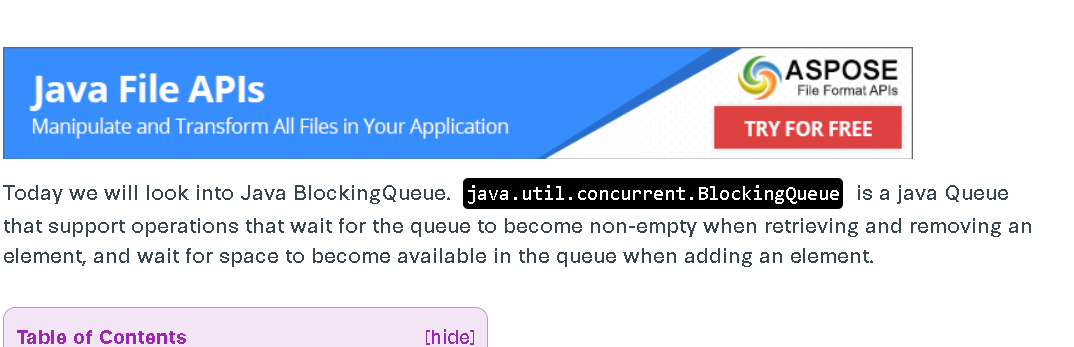 Java File APIs
Manipulate and Transform All Files in Your Application
ASPOSE
File Format APIs
TRY FOR FREE
Today we will look into Java BlockingQueue. java.util.concurrent.BlockingQueue is a java Queue
that support operations that wait for the queue to become non-empty when retrieving and removing an
element, and wait for space to become available in the queue when adding an element.
Table of Contents [hide]